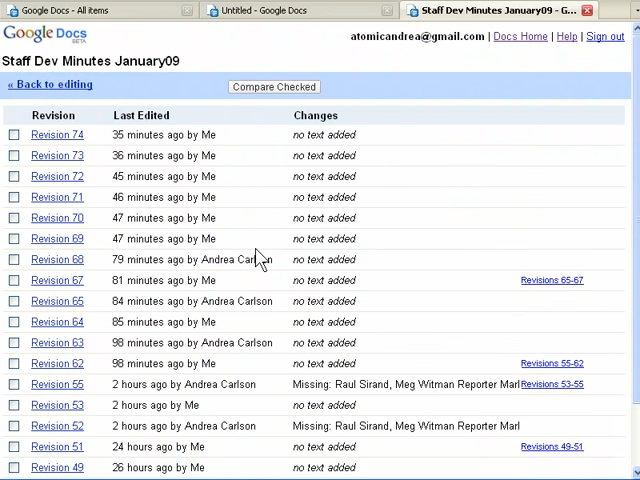 Google Docs - All items
Untitled - Google Docs
Staff Dev Minutes January09 - G...
Google Docs
BETA
atomicandrea@gmail.com | Docs Home | Help | Sign out
Staff Dev Minutes January09
« Back to editing
Compare Checked
Revision Last Edited Changes
Revision 74 35 minutes ago by Me no text added
Revision 73 36 minutes ago by Me no text added
Revision 72 45 minutes ago by Me no text added
Revision 71 46 minutes ago by Me no text added
Revision 70 47 minutes ago by Me no text added
Revision 69 47 minutes ago by Me no text added
Revision 68 79 minutes ago by Andrea Carlson no text added
Revision 67 81 minutes ago by Me no text added Revisions 65-67
Revision 65 84 minutes ago by Andrea Carlson no text added
Revision 64 85 minutes ago by Me no text added
Revision 63 98 minutes ago by Andrea Carlson no text added
Revision 62 98 minutes ago by Me no text added Revisions 55-62
Revision 55 2 hours ago by Andrea Carlson Missing: Raul Sirand, Meg Witman Reporter Marl Revisions 53-55
Revision 53 2 hours ago by Me no text added
Revision 52 2 hours ago by Andrea Carlson Missing: Raul Sirand, Meg Witman Reporter Marl
Revision 51 24 hours ago by Me no text added Revisions 49-51
Revision 49 26 hours ago by Me no text added